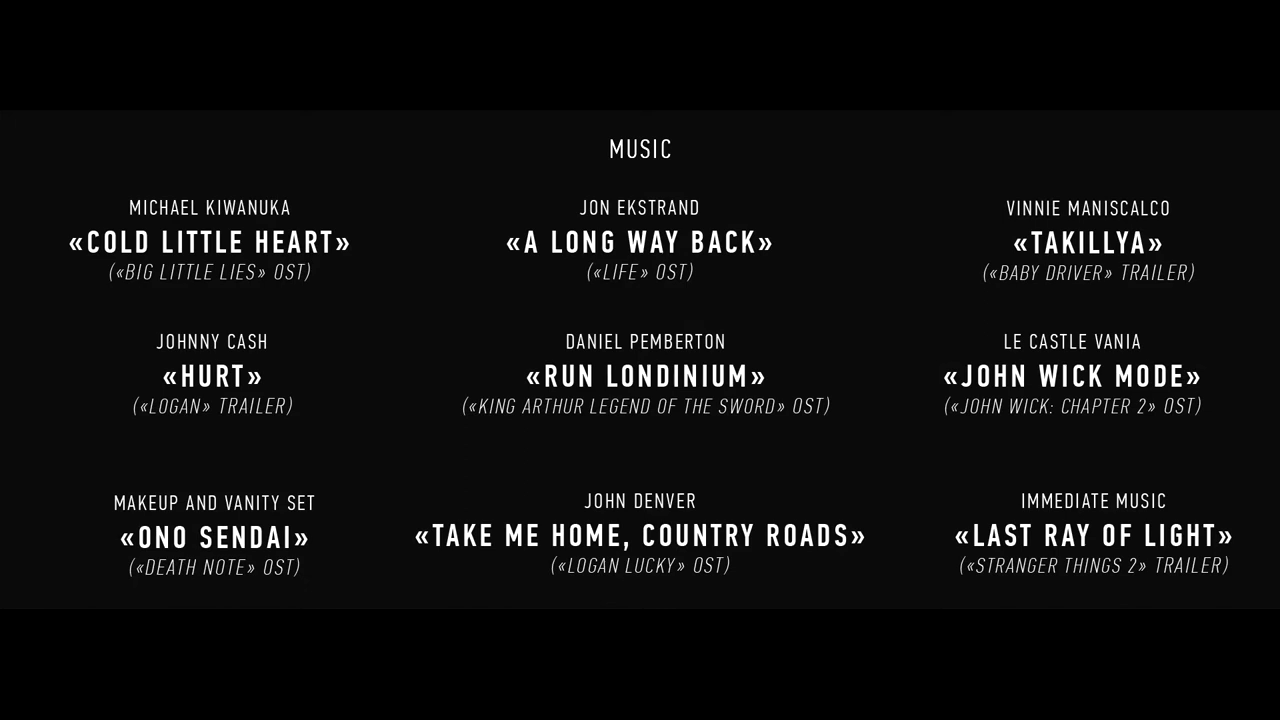 MUSIC
MICHAEL KIWANUKA
«COLD LITTLE HEART»
(«BIG LITTLE LIES» OST)
JON EKSTRAND
«A LONG WAY BACK»
(«LIFE» OST)
VINNIE MANISCALCO
«TAKILLYA»
(«BABY DRIVER» TRAILER)
JOHNNY CASH
«HURT»
(«LOGAN» TRAILER)
DANIEL PEMBERTON
«RUN LONDINIUM»
(«KING ARTHUR LEGEND OF THE SWORD» OST)
LE CASTLE VANIA
«JOHN WICK MODE»
(«JOHN WICK: CHAPTER 2» OST)
MAKEUP AND VANITY SET
«ONO SENDAI»
(«DEATH NOTE» OST)
JOHN DENVER
«TAKE ME HOME, COUNTRY ROADS»
(«LOGAN LUCKY» OST)
IMMEDIATE MUSIC
«LAST RAY OF LIGHT»
(«STRANGER THINGS 2» TRAILER)